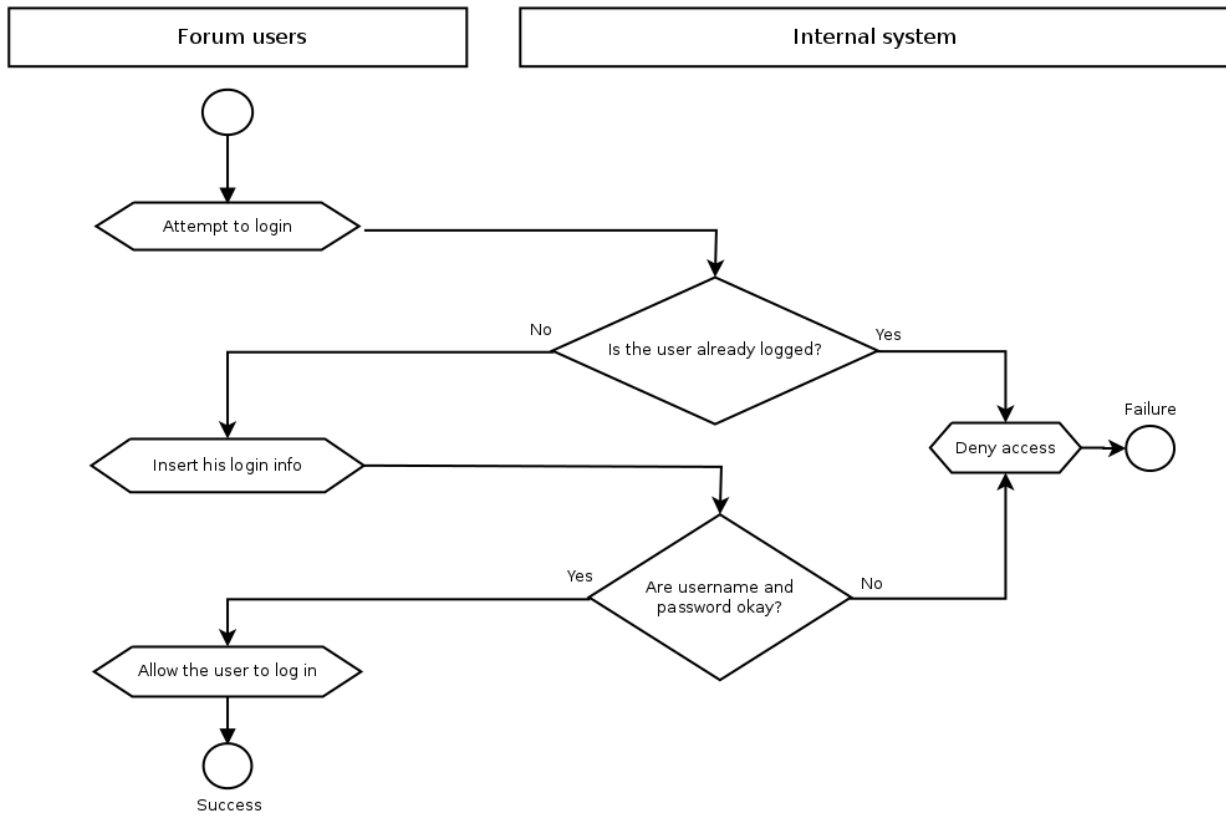 Forum users
Internal system
Attempt to login
No
Yes
Is the user already logged?
Failure
Insert his login info
Deny access
Yes
No
Are username and
password okay?
Allow the user to log in
Success